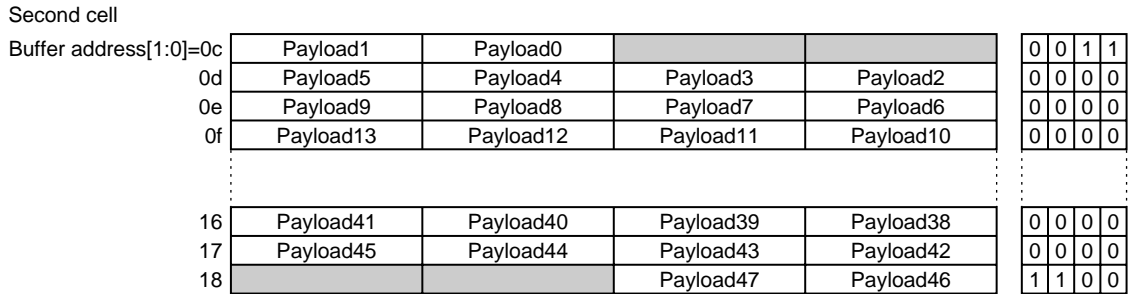 Second cell
Buffer address[1:0]=0c Payload1 Payload0 0 0 1 1
0d Payload5 Payload4 Payload3 Payload2 0 0 0 0
0e Payload9 Payload8 Payload7 Payload6 0 0 0 0
0f Payload13 Payload12 Payload11 Payload10 0 0 0 0
16 Payload41 Payload40 Payload39 Payload38 0 0 0 0
17 Payload45 Payload44 Payload43 Payload42 0 0 0 0
18 Payload47 Payload46 1 1 0 0